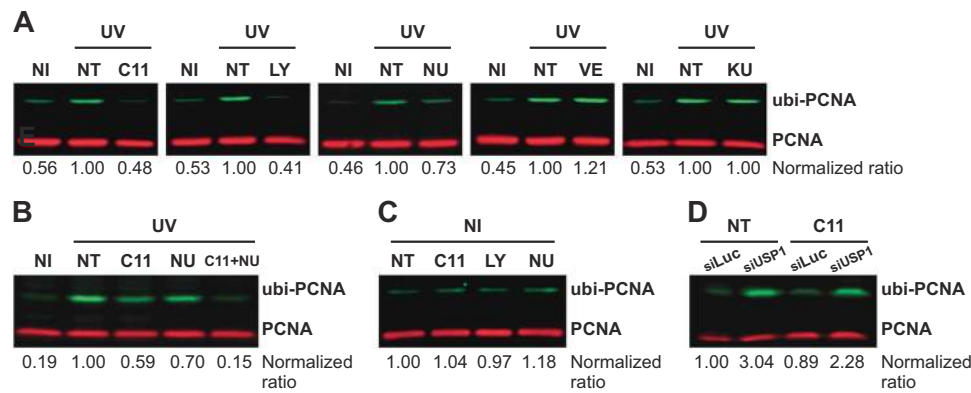 A
UV UV UV UV UV
NI NT C11 NI NT LY NI NT NU NI NT VE NI NT KU
ubi-PCNA
E
PCNA
0.56 1.00 0.48 0.53 1.00 0.41 0.46 1.00 0.73 0.45 1.00 1.21 0.53 1.00 1.00 Normalized ratio
B
UV
NI NT C11 NU C11+NU
ubi-PCNA
PCNA
0.19 1.00 0.59 0.70 0.15 Normalized
ratio
C
NI
NT C11 LY NU
ubi-PCNA
PCNA
1.00 1.04 0.97 1.18 Normalized
ratio
D
NT C11
siLuc siUSP1 siLuc siUSP1
ubi-PCNA
PCNA
1.00 3.04 0.89 2.28 Normalized
ratio